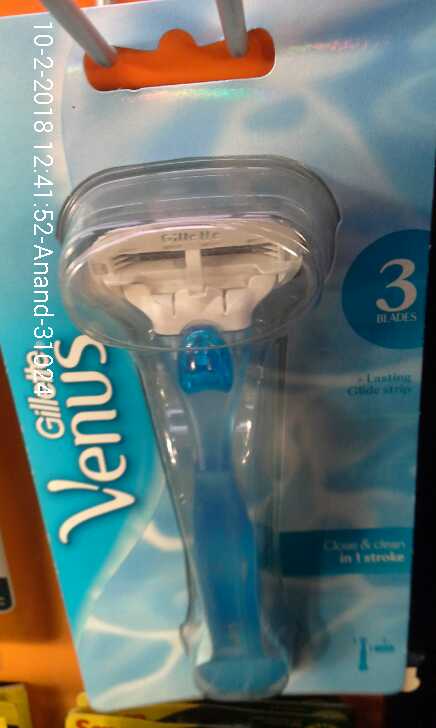 10-2-2018 12:41:52-Anand-31824
Gillette
3
BLADES
+ Lasting
Glide strip
Gillette
Venus
Close & clean
in 1 stroke